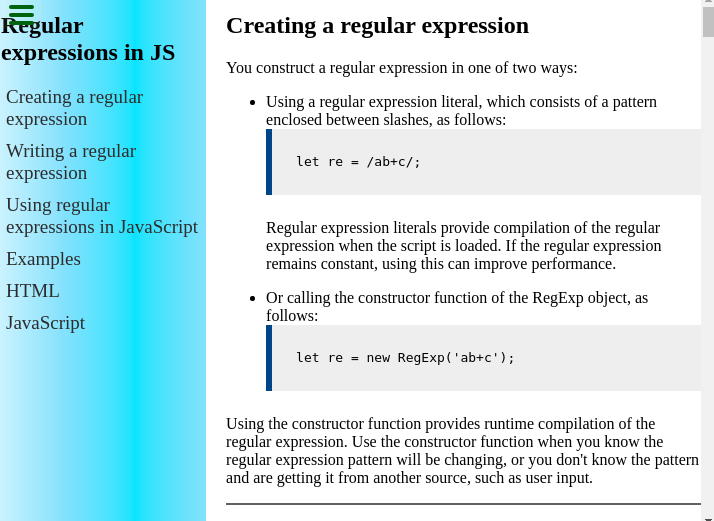 Regular
expressions in JS
Creating a regular
expression
Writing a regular
expression
Using regular
expressions in JavaScript
Examples
HTML
JavaScript
Creating a regular expression
You construct a regular expression in one of two ways:
Using a regular expression literal, which consists of a pattern
enclosed between slashes, as follows:
let re = /ab+c/;
Regular expression literals provide compilation of the regular
expression when the script is loaded. If the regular expression
remains constant, using this can improve performance.
Or calling the constructor function of the RegExp object, as
follows:
let re = new RegExp('ab+c');
Using the constructor function provides runtime compilation of the
regular expression. Use the constructor function when you know the
regular expression pattern will be changing, or you don't know the pattern
and are getting it from another source, such as user input.